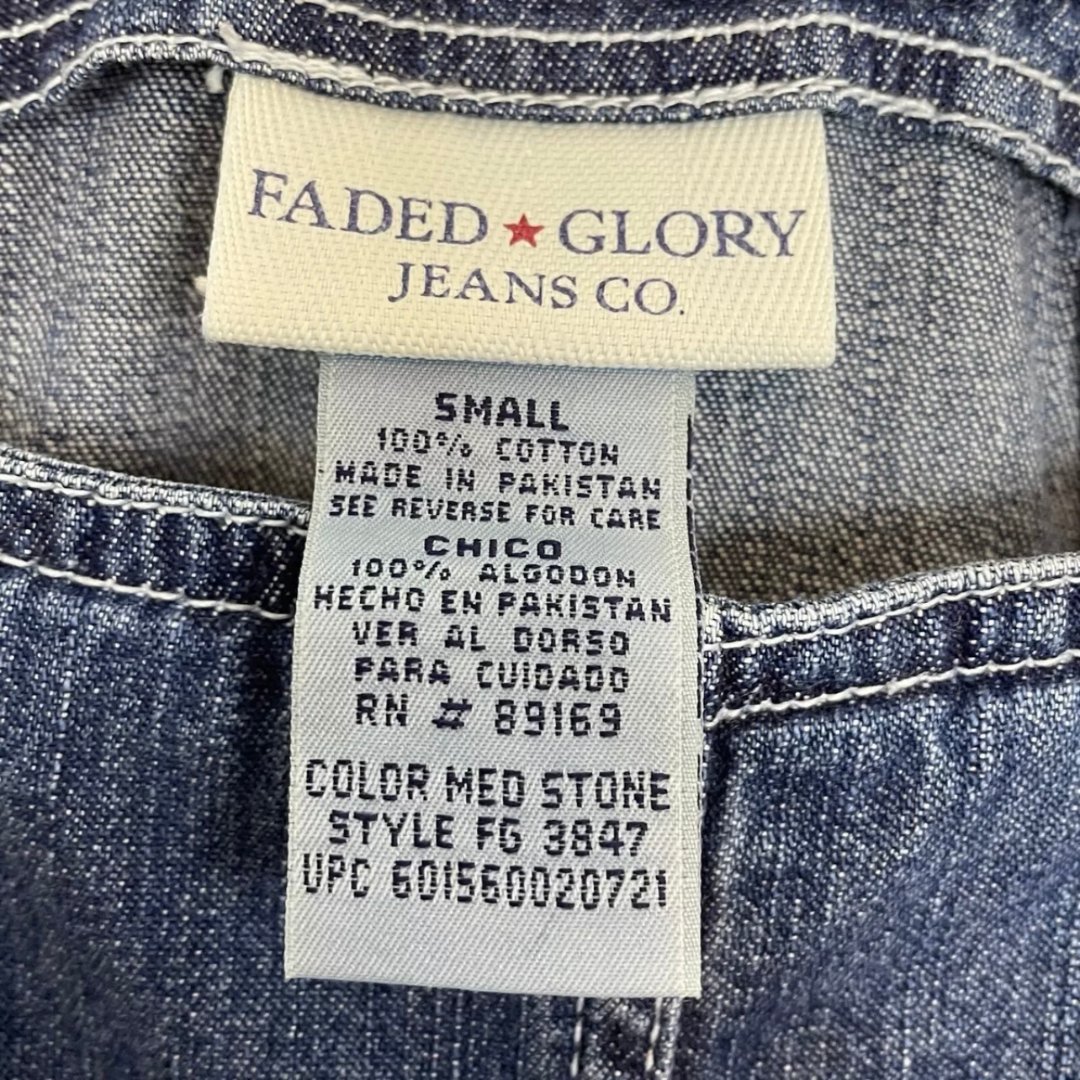 FADED ★ GLORY
JEANS CO.
SMALL
100% COTTON
MADE IN PAKISTAN
SEE REVERSE FOR CARE
CHICO
100% ALGODON
HECHO EN PAKISTAN
VER AL DORSO
PARA CUIDADO
RN # 89169
COLOR MED STONE
STYLE FG 3847
UPC 601560020721